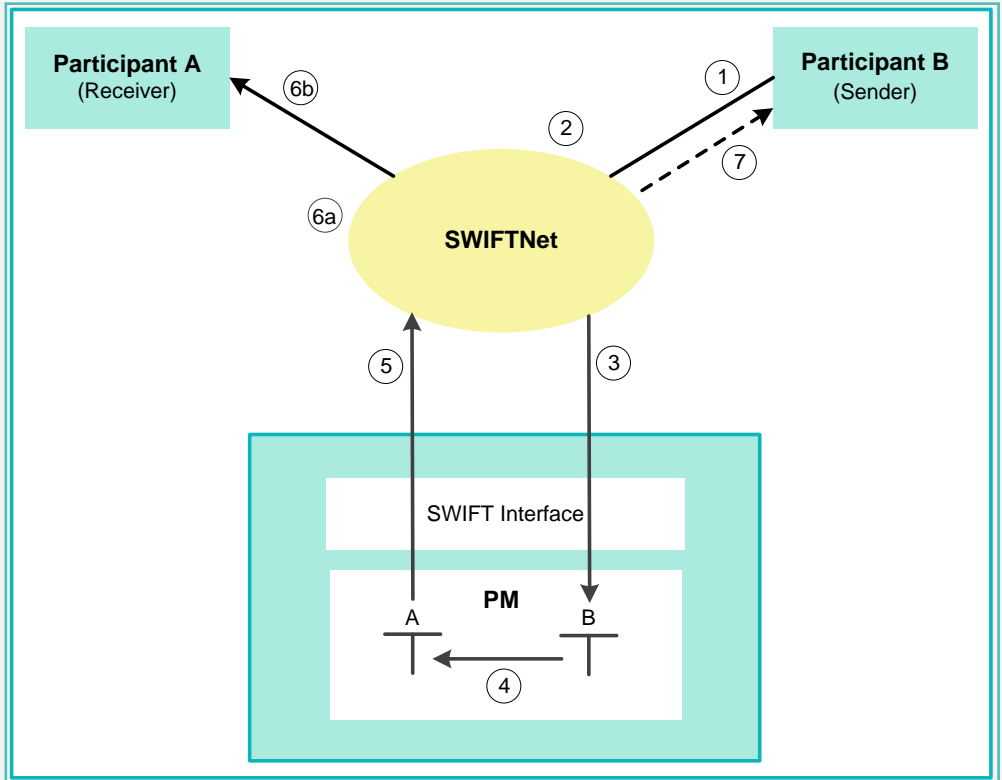 Participant A
(Receiver)
6b
1
Participant B
(Sender)
2
7
6a
SWIFTNet
5
3
SWIFT Interface
PM
A
B
4